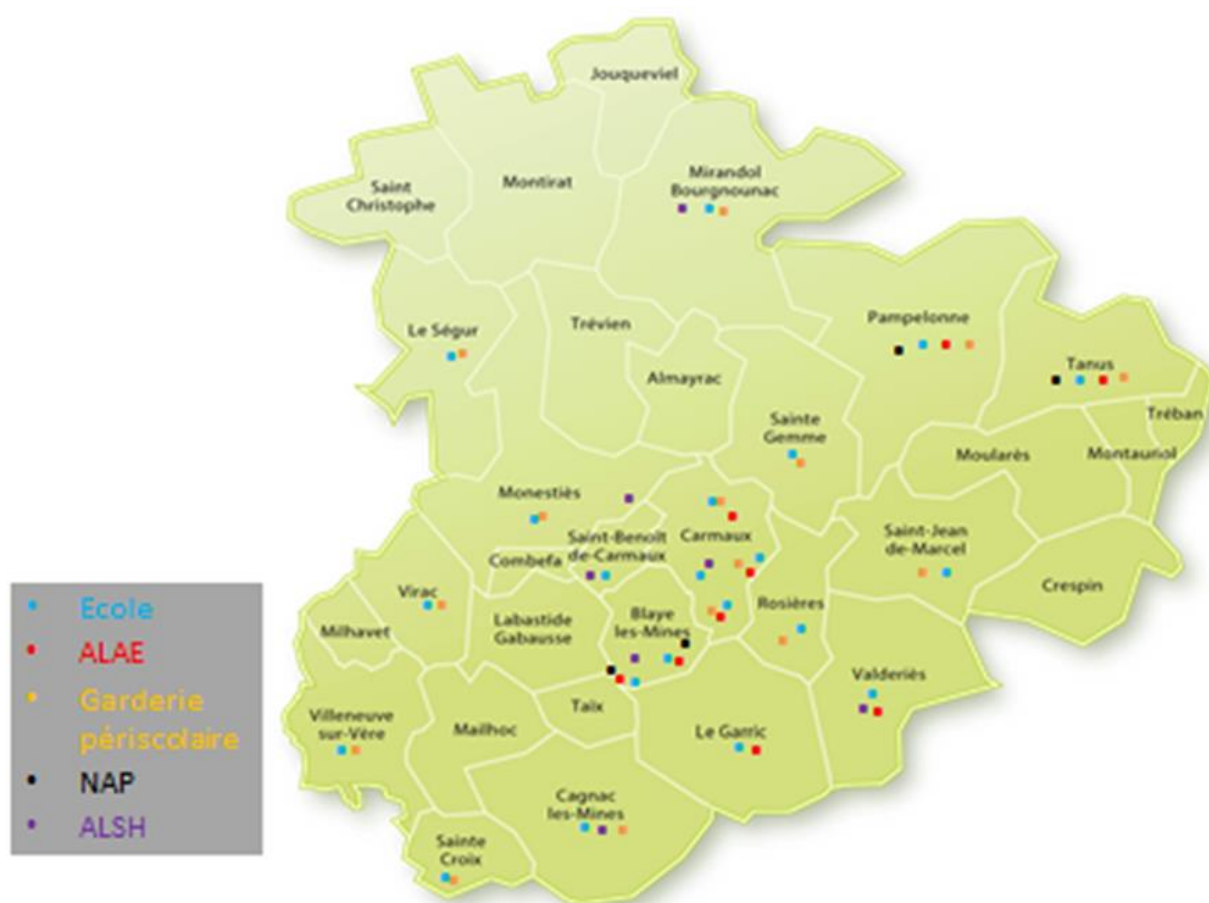 Jouqueviel
Saint
Christophe
Montirat
Mirandol
Bourgnounac
Le Ségur
Trévien
Pampelonne
Tanus
Almayrac
Sainte
Gemme
Tréban
Moularès
Montauriol
Monestiès
Saint-Benoît
de-Carmaux
Carmaux
Saint-Jean
de-Marcel
Combefa
Crespin
Virac
Labastide
Gabausse
Blaye
les-Mines
Rosières
Milhavet
Valderiès
Villeneuve
sur-Vère
Mailhoc
Taïx
Le Garric
Cagnac
les-Mines
Sainte
Croix
Ecole
ALAE
Garderie
périscolaire
NAP
ALSH